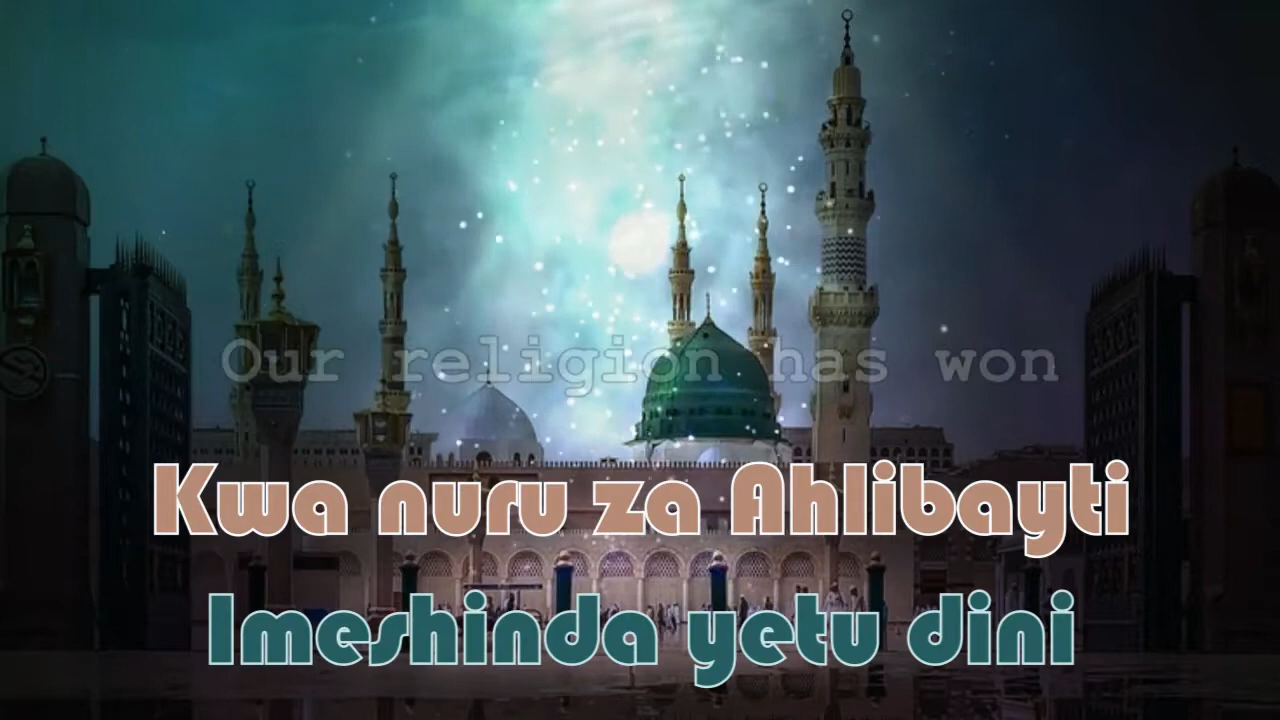 Our religion has won
Kwa nuru za Ahlibayti
Imeshinda yetu dini